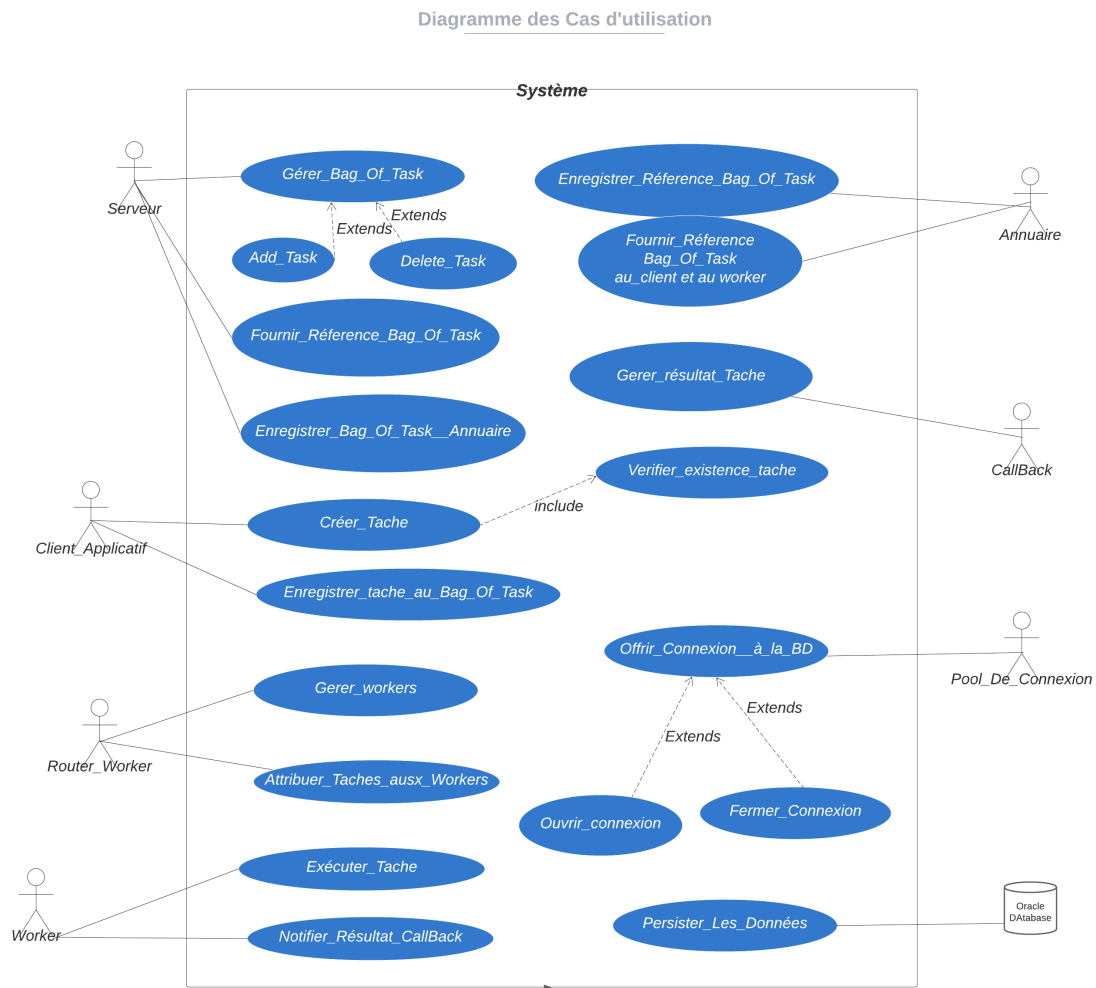 Diagramme des Cas d'utilisation
Système
Serveur
Gérer_Bag_Of_Task
Extends
Extends
Add_Task
Delete_Task
Fournir_Réference_Bag_Of_Task
Enregistrer_Bag_Of_Task__Annuaire
Enregistrer_Réference_Bag_Of_Task
Fournir_Réference
Bag_Of_Task
au_client et au worker
Annuaire
Gerer_résultat_Tache
CallBack
Verifier_existence_tache
include
Créer_Tache
Client_Applicatif
Enregistrer_tache_au_Bag_Of_Task
Offrir_Connexion__à_la_BD
Pool_De_Connexion
Extends
Extends
Ouvrir_connexion
Fermer_Connexion
Gerer_workers
Router_Worker
Attribuer_Taches_ausx_Workers
Exécuter_Tache
Worker
Notifier_Résultat_CallBack
Persister_Les_Données
Oracle
DAtabase